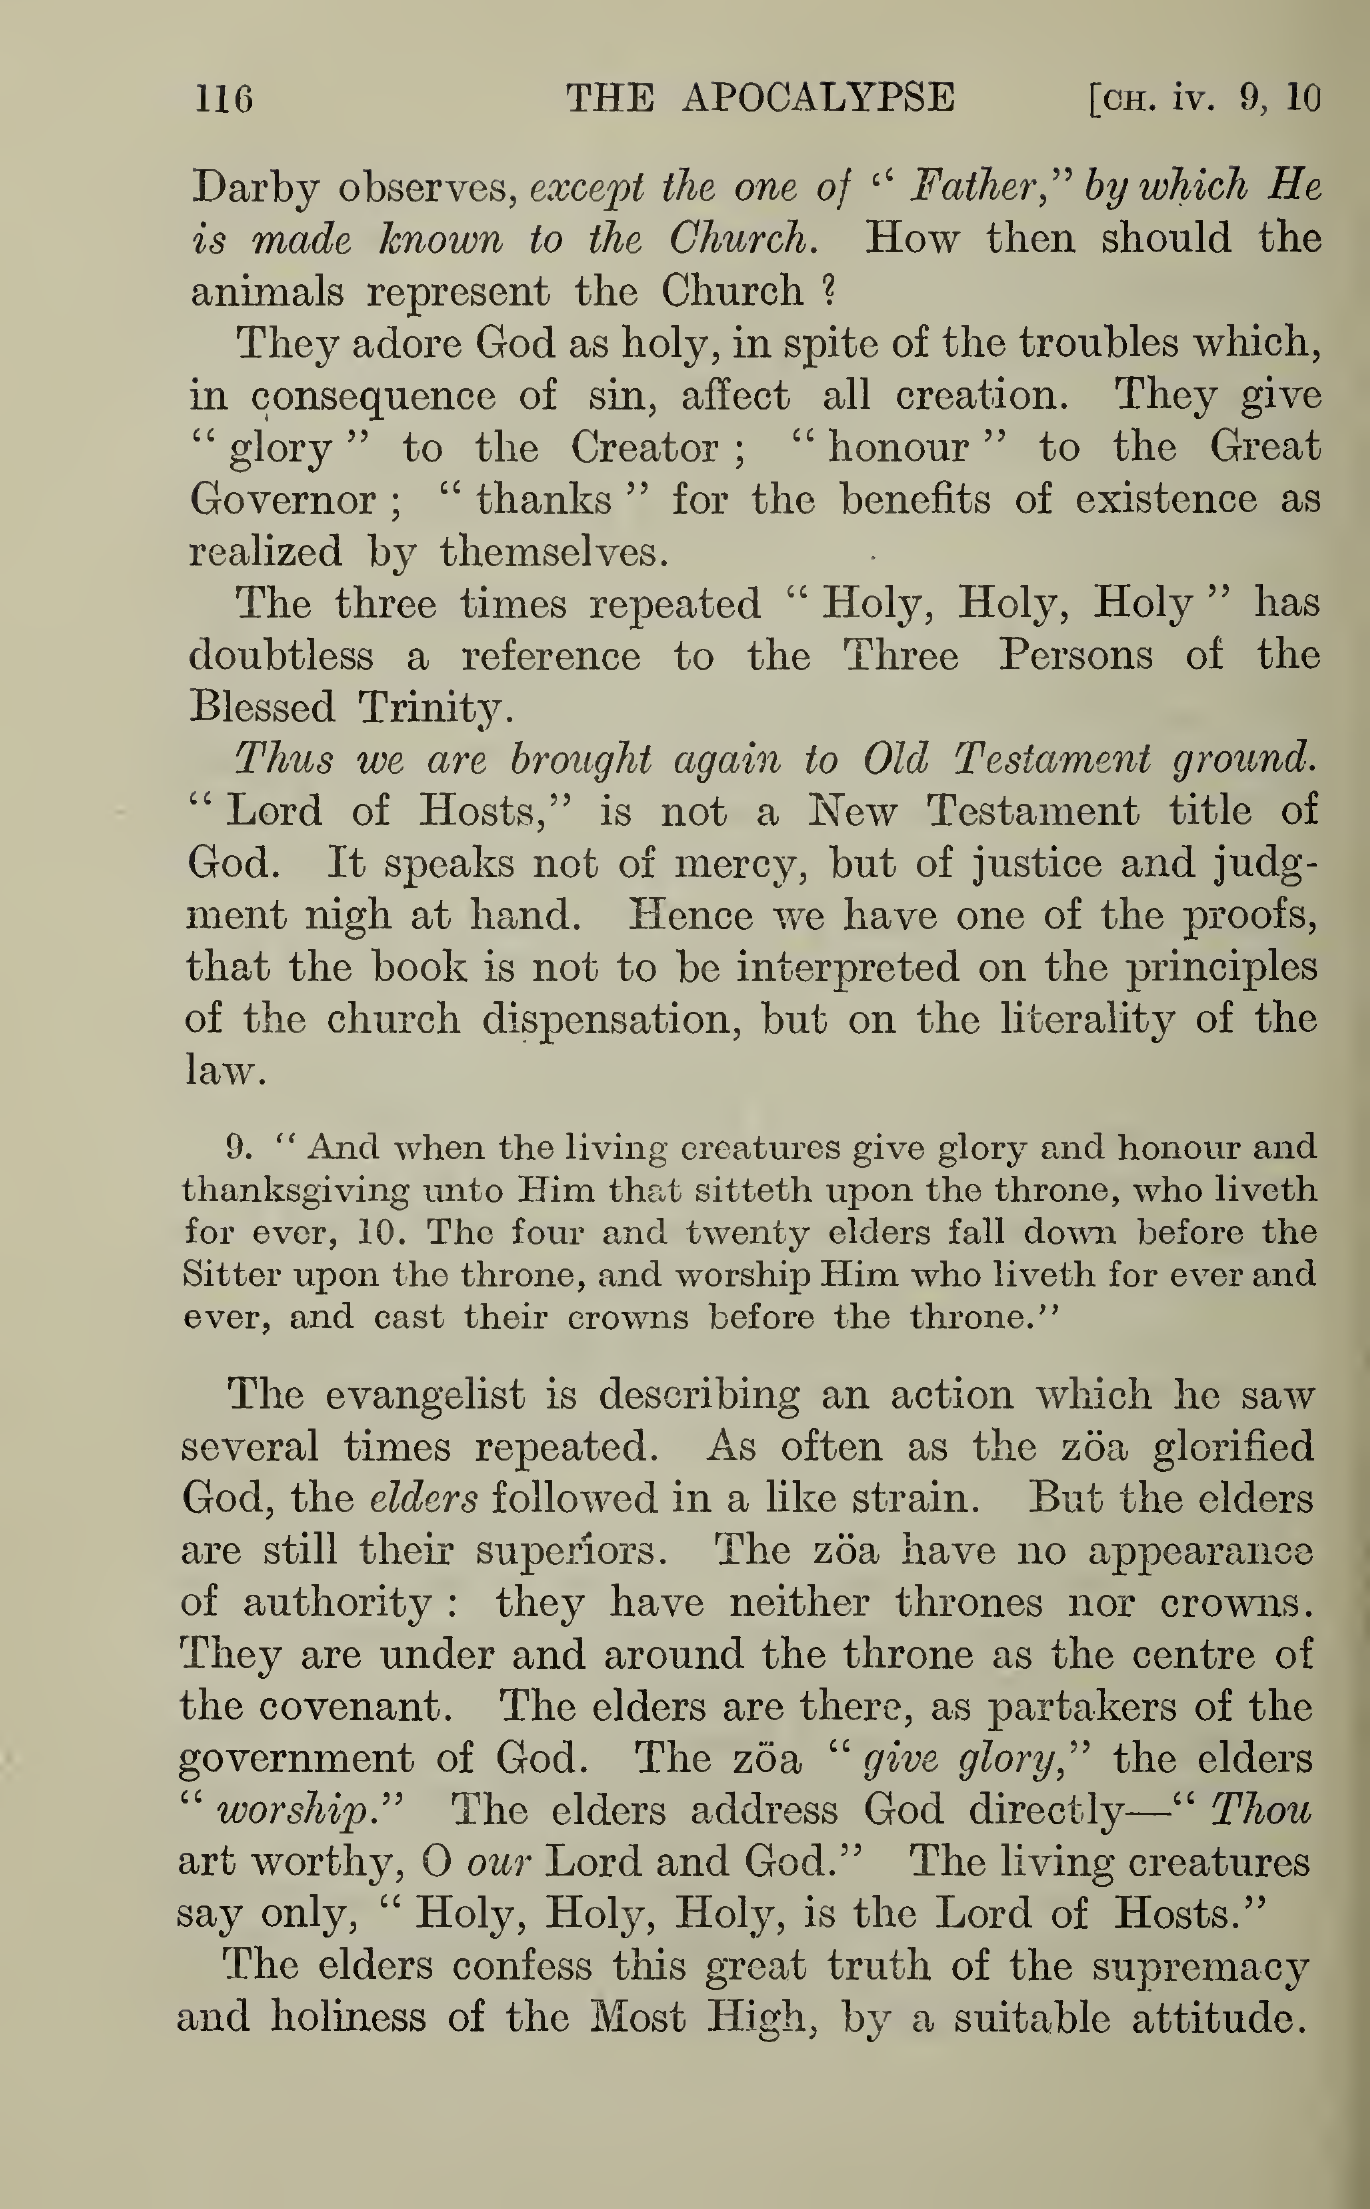 116 THE APOCALYPSE [CH. iv. 9, 10
Darby observes, except the one of “ Father,” by which He
is made known to the Church. How then should the
animals represent the Church ?
They adore God as holy, in spite of the troubles which,
in consequence of sin, affect all creation. They give
“ glory ” to the Creator ; “ honour ” to the Great
Governor ; “ thanks ” for the benefits of existence as
realized by themselves.
The three times repeated “ Holy, Holy, Holy ” has
doubtless a reference to the Three Persons of the
Blessed Trinity.
Thus we are brought again to Old Testament ground.
“ Lord of Hosts,” is not a New Testament title of
God. It speaks not of mercy, but of justice and judg-
ment nigh at hand. Hence we have one of the proofs,
that the book is not to be interpreted on the principles
of the church dispensation, but on the literality of the
law.
9. “ And when the living creatures give glory and honour and
thanksgiving unto Him that sitteth upon the throne, who liveth
for ever, 10. The four and twenty elders fall down before the
Sitter upon the throne, and worship Him who liveth for ever and
ever, and cast their crowns before the throne.”
The evangelist is describing an action which he saw
several times repeated. As often as the zöa glorified
God, the elders followed in a like strain. But the elders
are still their superiors. The zöa have no appearance
of authority : they have neither thrones nor crowns.
They are under and around the throne as the centre of
the covenant. The elders are there, as partakers of the
government of God. The zöa “ give glory,” the elders
“ worship.” The elders address God directly—“ Thou
art worthy, O our Lord and God.” The living creatures
say only, “ Holy, Holy, Holy, is the Lord of Hosts.”
The elders confess this great truth of the supremacy
and holiness of the Most High, by a suitable attitude.